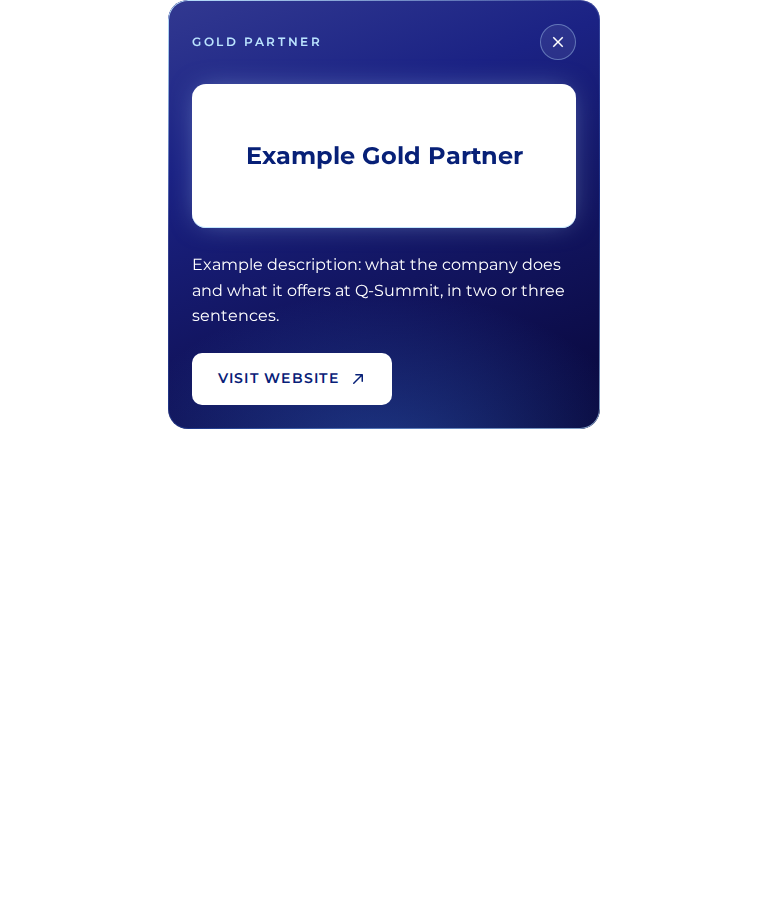 GOLD PARTNER
Example Gold Partner
Example description: what the company does
and what it offers at Q-Summit, in two or three
sentences.
VISIT WEBSITE